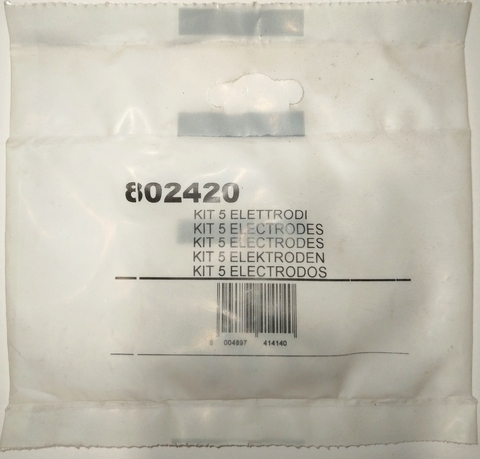 802420
KIT 5 ELETTRODI
KIT 5 ELECTRODES
KIT 5 ELECTRODES
KIT 5 ELEKTRODEN
KIT 5 ELECTRODOS
8 004897 414140